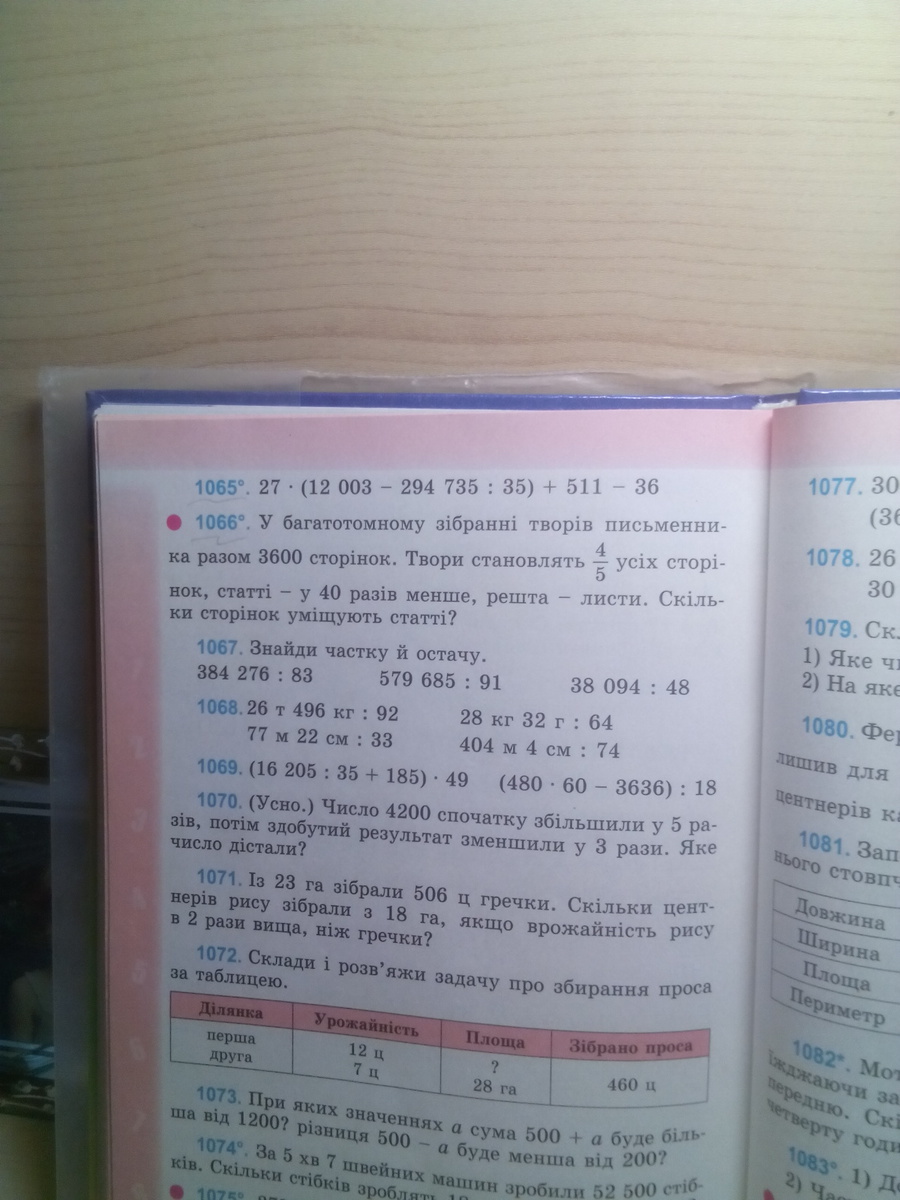 1065°. 27 · (12 003 – 294 735 : 35) + 511 – 36
1066°. У багатотомному зібранні творів письменни-
ка разом 3600 сторінок. Твори становлять 4/5 усіх сторі-
нок, статті – у 40 разів менше, решта – листи. Скіль-
ки сторінок уміщують статті?
1067. Знайди частку й остачу.
384 276 : 83 579 685 : 91 38 094 : 48
1068. 26 т 496 кг : 92 28 кг 32 г : 64
77 м 22 см : 33 404 м 4 см : 74
1069. (16 205 : 35 + 185) · 49 (480 · 60 – 3636) : 18
1070. (Усно.) Число 4200 спочатку збільшили у 5 ра-
зів, потім здобутий результат зменшили у 3 рази. Яке
число дістали?
1071. Із 23 га зібрали 506 ц гречки. Скільки цент-
нерів рису зібрали з 18 га, якщо врожайність рису
в 2 рази вища, ніж гречки?
1072. Склади і розв’яжи задачу про збирання проса
за таблицею.
Ділянка Урожайність Площа Зібрано проса
перша 12 ц ?
друга 7 ц 28 га 460 ц
1073. При яких значеннях a сума 500 + a буде біль-
ша від 1200? різниця 500 – a буде менша від 200?
1074°. За 5 хв 7 швейних машин зробили 52 500 стіб-
ків. Скільки стібків зроблять
1075°.
1077. 30
(36
1078. 26
30
1079. Скл
1) Яке чи
2) На яке
1080. Фер
лишив для
центнерів ка
1081. Зап
нього стовпч
Довжина
Ширина
Площа
Периметр
1082°. Мот
їжджаючи за
передню. Скі
четверту годи
1083°. 1) Д
2)